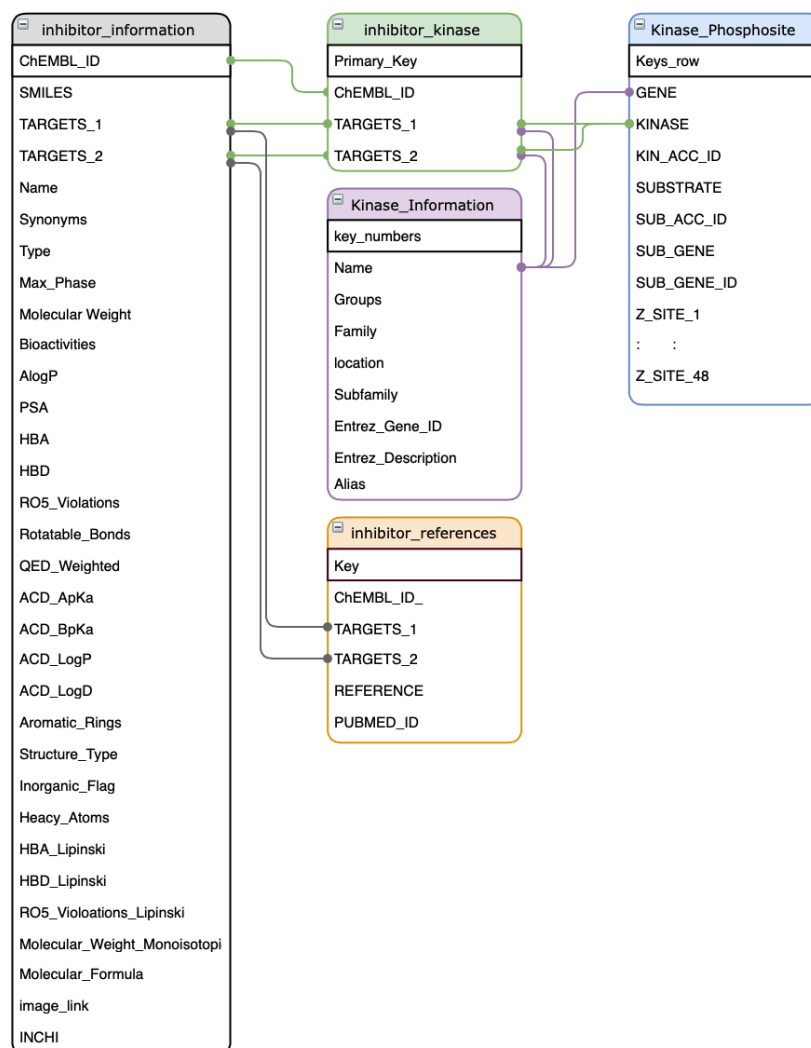 inhibitor_information
ChEMBL_ID
SMILES
TARGETS_1
TARGETS_2
Name
Synonyms
Type
Max_Phase
Molecular Weight
Bioactivities
AlogP
PSA
HBA
HBD
RO5_Violations
Rotatable_Bonds
QED_Weighted
ACD_ApKa
ACD_BpKa
ACD_LogP
ACD_LogD
Aromatic_Rings
Structure_Type
Inorganic_Flag
Heacy_Atoms
HBA_Lipinski
HBD_Lipinski
RO5_Violoations_Lipinski
Molecular_Weight_Monoisotopi
Molecular_Formula
image_link
INCHI
inhibitor_kinase
Primary_Key
ChEMBL_ID
TARGETS_1
TARGETS_2
Kinase_Information
key_numbers
Name
Groups
Family
location
Subfamily
Entrez_Gene_ID
Entrez_Description
Alias
inhibitor_references
Key
ChEMBL_ID_
TARGETS_1
TARGETS_2
REFERENCE
PUBMED_ID
Kinase_Phosphosite
Keys_row
GENE
KINASE
KIN_ACC_ID
SUBSTRATE
SUB_ACC_ID
SUB_GENE
SUB_GENE_ID
Z_SITE_1
: :
Z_SITE_48